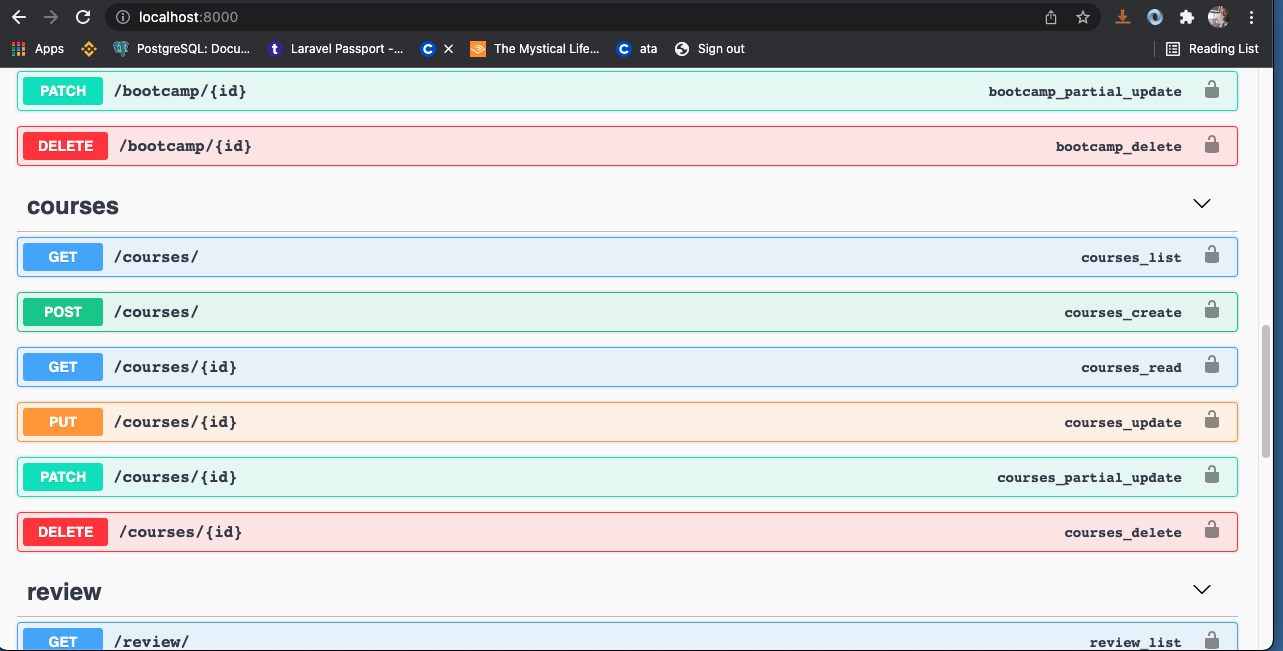 localhost:8000
Apps PostgreSQL: Docu... t Laravel Passport -... C The Mystical Life... C ata Sign out Reading List
PATCH /bootcamp/{id} bootcamp_partial_update
DELETE /bootcamp/{id} bootcamp_delete
courses
GET /courses/ courses_list
POST /courses/ courses_create
GET /courses/{id} courses_read
PUT /courses/{id} courses_update
PATCH /courses/{id} courses_partial_update
DELETE /courses/{id} courses_delete
review
GET /review/ review_list